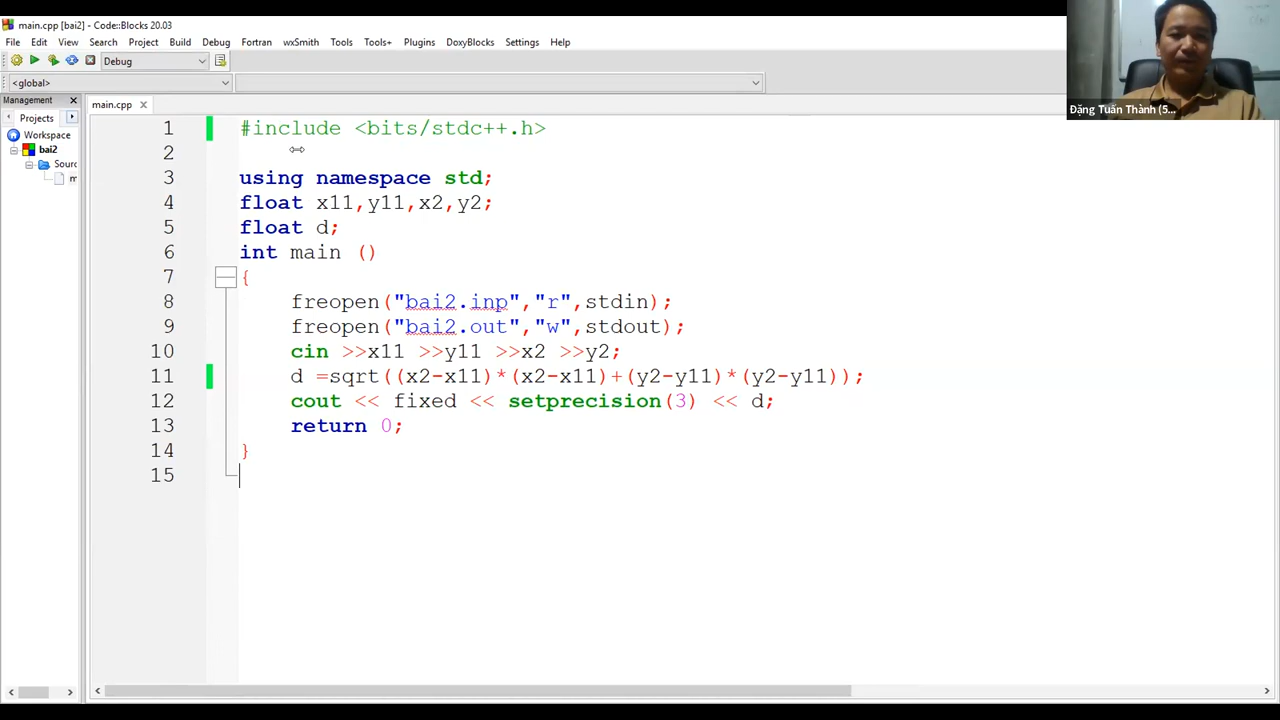 main.cpp [bai2] - Code::Blocks 20.03
File Edit View Search Project Build Debug Fortran wxSmith Tools Tools+ Plugins DoxyBlocks Settings Help
Debug
<global>
Management
main.cpp
Projects
Workspace
bai2
Sourc
m
1 #include <bits/stdc++.h>
2
3 using namespace std;
4 float x11,y11,x2,y2;
5 float d;
6 int main ()
7 {
8 freopen("bai2.inp","r",stdin);
9 freopen("bai2.out","w",stdout);
10 cin >>x11 >>y11 >>x2 >>y2;
11 d =sqrt((x2-x11)*(x2-x11)+(y2-y11)*(y2-y11));
12 cout << fixed << setprecision(3) << d;
13 return 0;
14 }
15
Đặng Tuấn Thành (5...